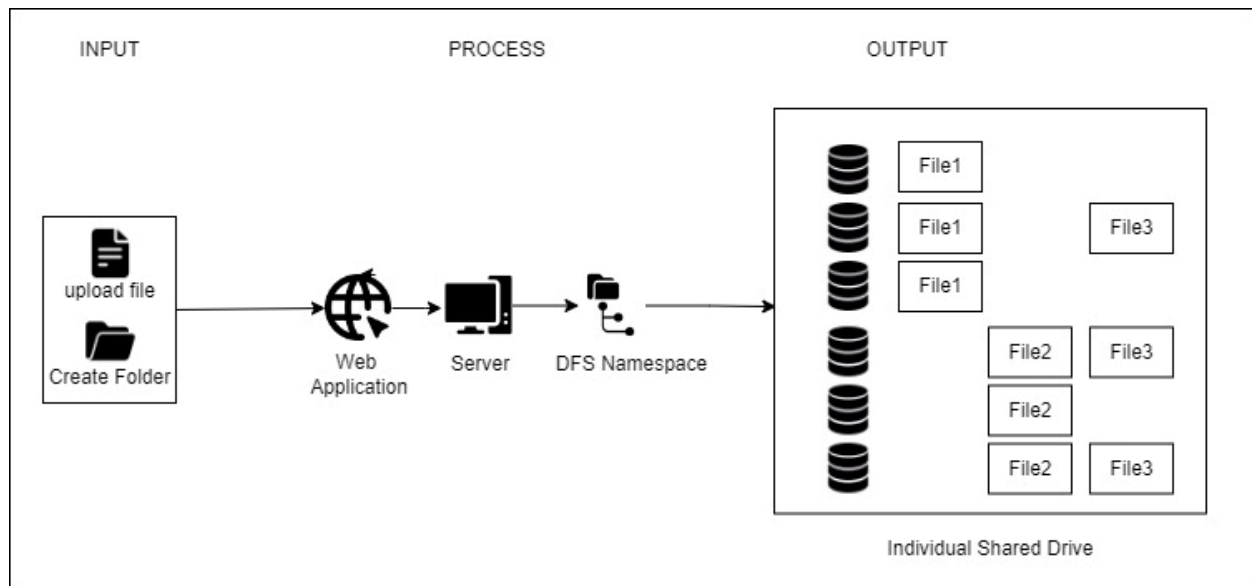 INPUT
PROCESS
OUTPUT
upload file
Create Folder
Web
Application
Server
DFS Namespace
File1
File1
File3
File1
File2
File3
File2
File2
File3
Individual Shared Drive